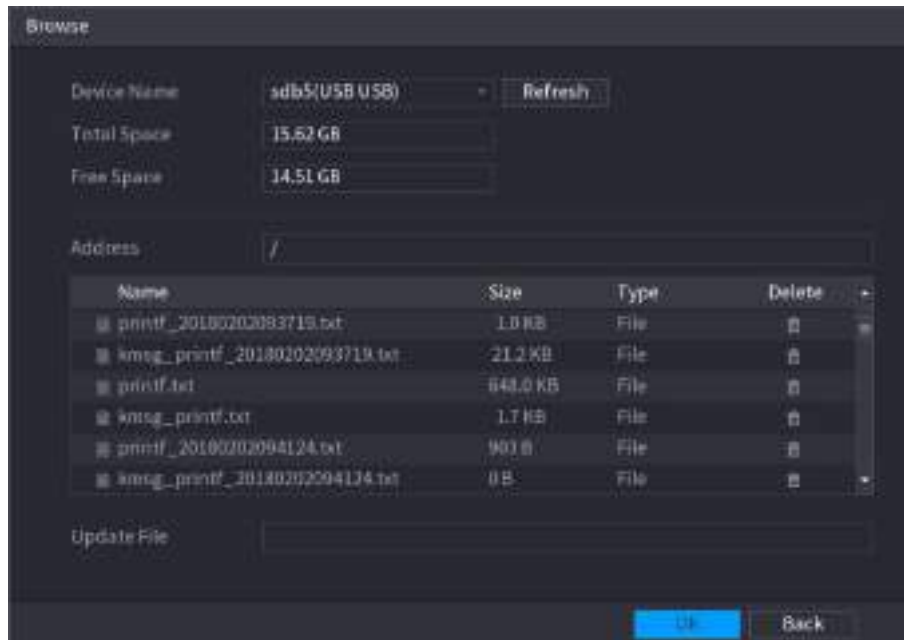 Browse
Device Name sdb5(USB USB) Refresh
Total Space 15.62 GB
Free Space 14.51 GB
Address /
Name Size Type Delete
printf_20180202093719.txt 1.0 KB File
kmsg_printf_20180202093719.txt 21.2 KB File
printf.txt 648.0 KB File
kmsg_printf.txt 1.7 KB File
printf_20180202094124.txt 903 B File
kmsg_printf_20180202094124.txt 0 B File
Update File
Back